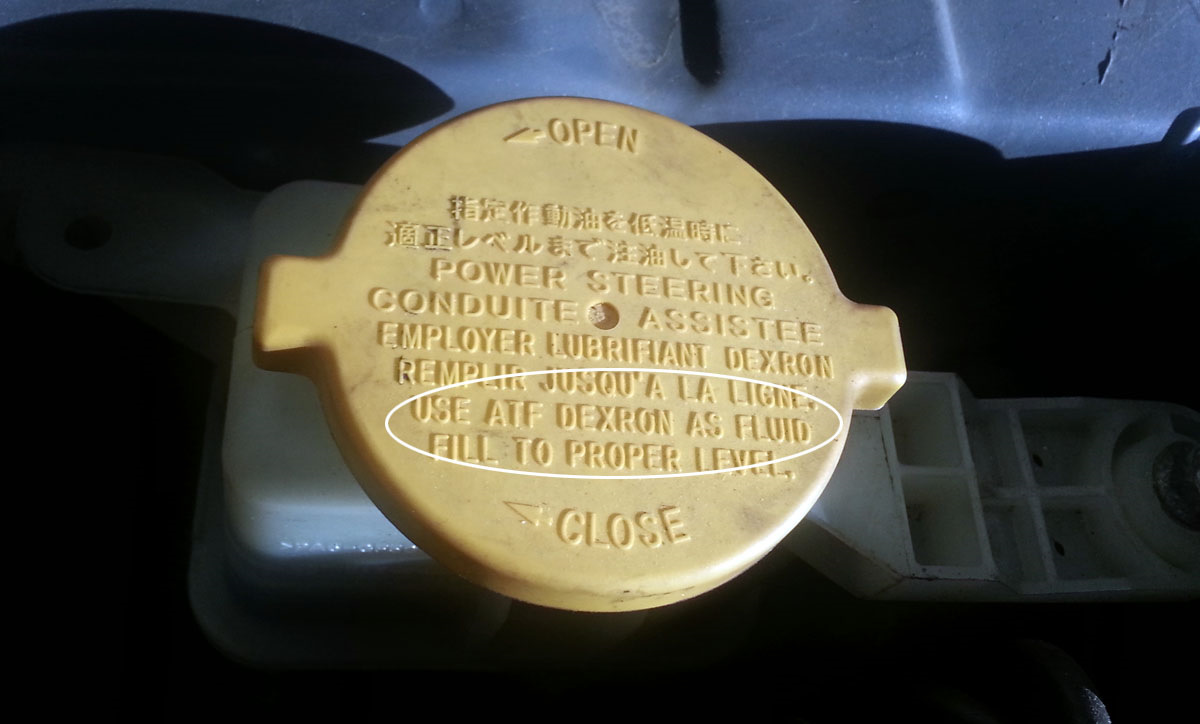 OPEN
指定作動油を低温時に
適正レベルまで注油して下さい。
POWER STEERING
CONDUITE ASSISTEE
EMPLOYER LUBRIFIANT DEXRON
REMPLIR JUSQU'A LA LIGNE.
USE ATF DEXRON AS FLUID
FILL TO PROPER LEVEL.
CLOSE